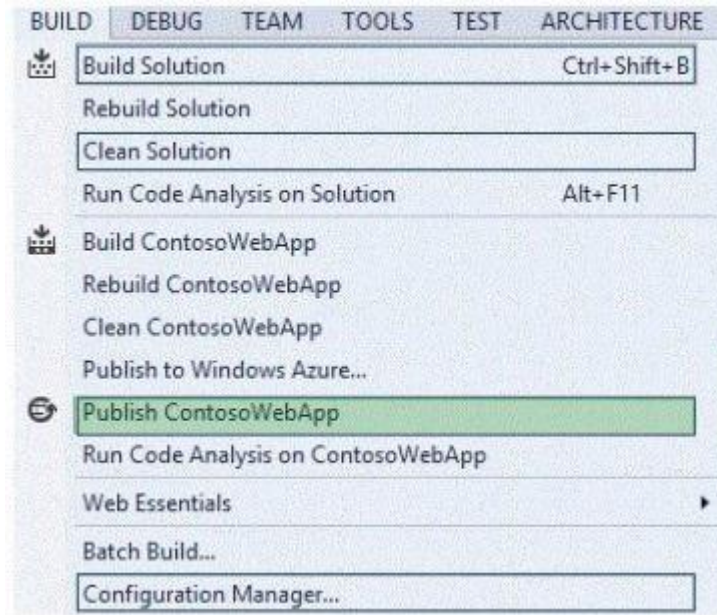 BUILD DEBUG TEAM TOOLS TEST ARCHITECTURE
Build Solution Ctrl+Shift+B
Rebuild Solution
Clean Solution
Run Code Analysis on Solution Alt+F11
Build ContosoWebApp
Rebuild ContosoWebApp
Clean ContosoWebApp
Publish to Windows Azure...
Publish ContosoWebApp
Run Code Analysis on ContosoWebApp
Web Essentials
Batch Build...
Configuration Manager...